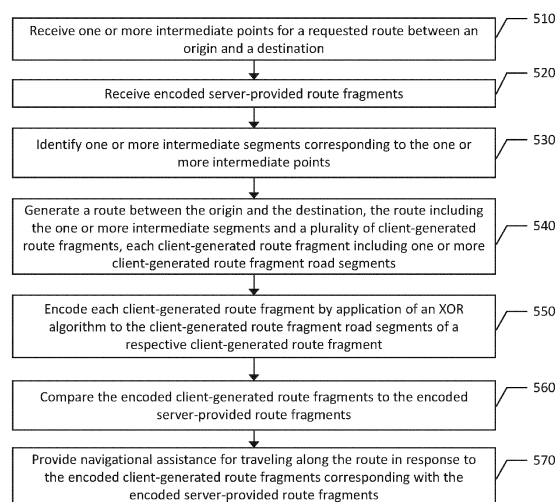 510
Receive one or more intermediate points for a requested route between an
origin and a destination
520
Receive encoded server-provided route fragments
530
Identify one or more intermediate segments corresponding to the one or
more intermediate points
Generate a route between the origin and the destination, the route including
the one or more intermediate segments and a plurality of client-generated
route fragments, each client-generated route fragment including one or more
client-generated route fragment road segments
540
Encode each client-generated route fragment by application of an XOR
algorithm to the client-generated route fragment road segments of a
respective client-generated route fragment
550
Compare the encoded client-generated route fragments to the encoded
server-provided route fragments
560
Provide navigational assistance for traveling along the route in response to
the encoded client-generated route fragments corresponding with the
encoded server-provided route fragments
570